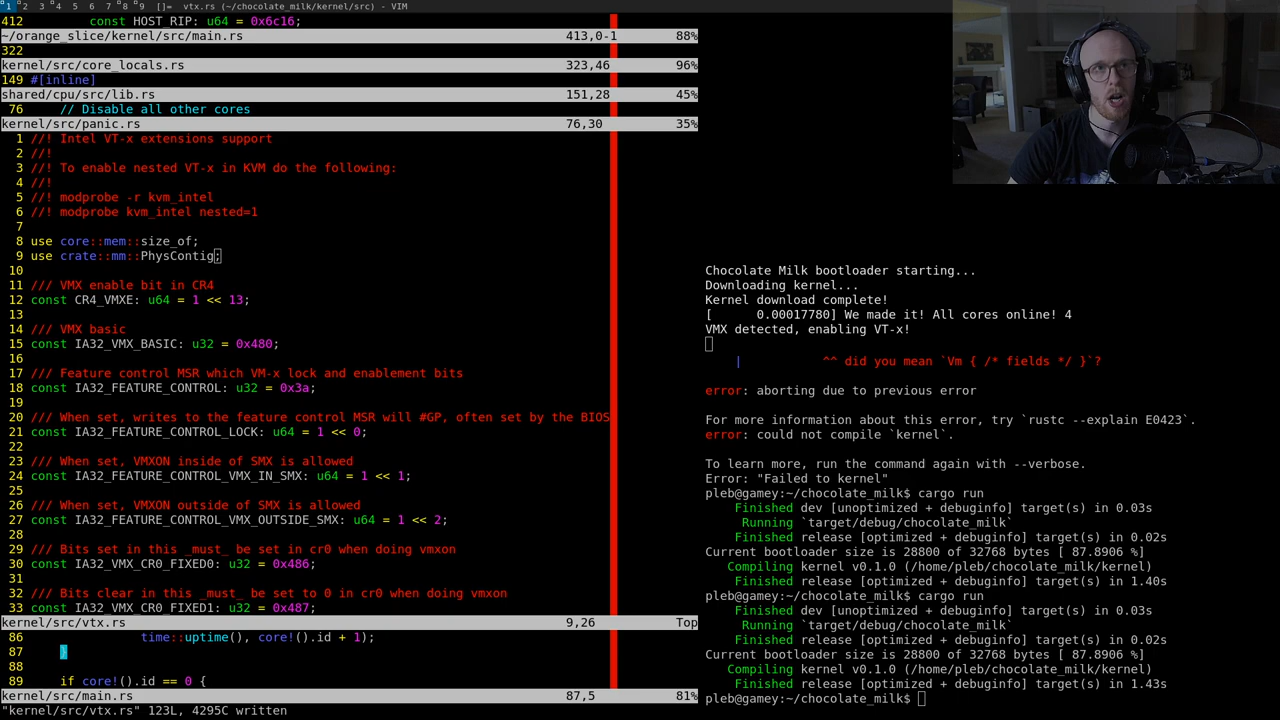 1 2 3 4 5 6 7 8 9 []= vtx.rs (~/chocolate_milk/kernel/src) - VIM
412         const HOST_RIP: u64 = 0x6c16;
~/orange_slice/kernel/src/main.rs 413,0-1 88%
322
kernel/src/core_locals.rs 323,46 96%
149 #[inline]
shared/cpu/src/lib.rs 151,28 45%
76     // Disable all other cores
kernel/src/panic.rs 76,30 35%
1 //! Intel VT-x extensions support
2 //!
3 //! To enable nested VT-x in KVM do the following:
4 //!
5 //! modprobe -r kvm_intel
6 //! modprobe kvm_intel nested=1
7
8 use core::mem::size_of;
9 use crate::mm::PhysContig;
10
11 /// VMX enable bit in CR4
12 const CR4_VMXE: u64 = 1 << 13;
13
14 /// VMX basic
15 const IA32_VMX_BASIC: u32 = 0x480;
16
17 /// Feature control MSR which VM-x lock and enablement bits
18 const IA32_FEATURE_CONTROL: u32 = 0x3a;
19
20 /// When set, writes to the feature control MSR will #GP, often set by the BIOS
21 const IA32_FEATURE_CONTROL_LOCK: u64 = 1 << 0;
22
23 /// When set, VMXON inside of SMX is allowed
24 const IA32_FEATURE_CONTROL_VMX_IN_SMX: u64 = 1 << 1;
25
26 /// When set, VMXON outside of SMX is allowed
27 const IA32_FEATURE_CONTROL_VMX_OUTSIDE_SMX: u64 = 1 << 2;
28
29 /// Bits set in this _must_ be set in cr0 when doing vmxon
30 const IA32_VMX_CR0_FIXED0: u32 = 0x486;
31
32 /// Bits clear in this _must_ be set to 0 in cr0 when doing vmxon
33 const IA32_VMX_CR0_FIXED1: u32 = 0x487;
kernel/src/vtx.rs 9,26 Top
86                time::uptime(), core!().id + 1);
87     }
88
89     if core!().id == 0 {
kernel/src/main.rs 87,5 81%
"kernel/src/vtx.rs" 123L, 4295C written
Chocolate Milk bootloader starting...
Downloading kernel...
Kernel download complete!
[      0.00017780] We made it! All cores online! 4
VMX detected, enabling VT-x!
|           ^^ did you mean `Vm { /* fields */ }`?
error: aborting due to previous error
For more information about this error, try `rustc --explain E0423`.
error: could not compile `kernel`.
To learn more, run the command again with --verbose.
Error: "Failed to kernel"
pleb@gamey:~/chocolate_milk$ cargo run
Finished dev [unoptimized + debuginfo] target(s) in 0.03s
Running `target/debug/chocolate_milk`
Finished release [optimized + debuginfo] target(s) in 0.02s
Current bootloader size is 28800 of 32768 bytes [ 87.8906 %]
Compiling kernel v0.1.0 (/home/pleb/chocolate_milk/kernel)
Finished release [optimized + debuginfo] target(s) in 1.40s
pleb@gamey:~/chocolate_milk$ cargo run
Finished dev [unoptimized + debuginfo] target(s) in 0.03s
Running `target/debug/chocolate_milk`
Finished release [optimized + debuginfo] target(s) in 0.02s
Current bootloader size is 28800 of 32768 bytes [ 87.8906 %]
Compiling kernel v0.1.0 (/home/pleb/chocolate_milk/kernel)
Finished release [optimized + debuginfo] target(s) in 1.43s
pleb@gamey:~/chocolate_milk$